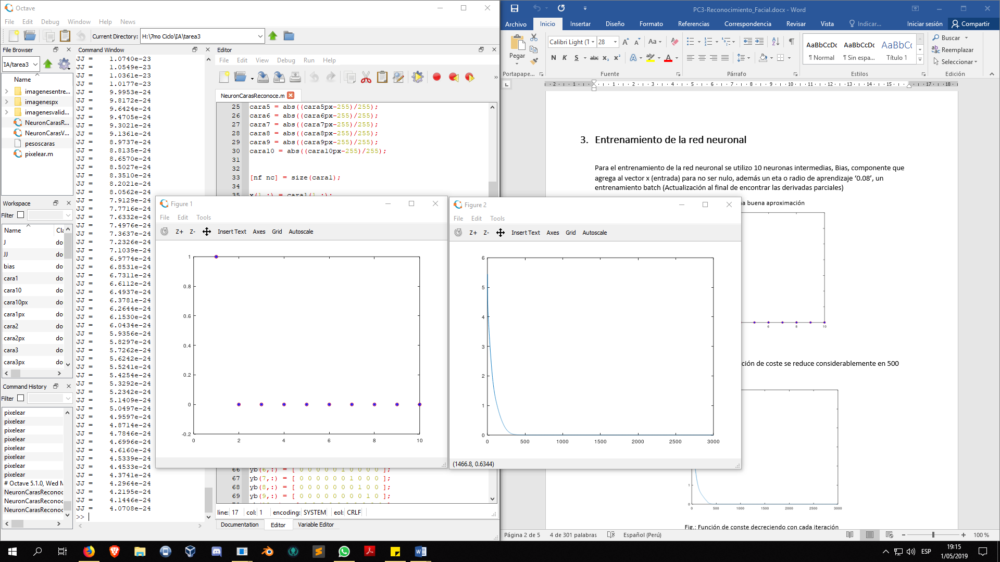 Octave
File Edit Debug Window Help News
Current Directory: H:\7mo Ciclo\IA\tarea3
File Browser
IA/tarea3
Name
imagenesentre...
imagenespx
imagenesvalid...
NeuronCarasR...
NeuronCarasV...
pesoscaras
pixelear.m
Workspace
Filter
Name Cla
J do
JJ do
bias do
cara1 do
cara10 do
cara10px do
cara1px do
cara2 do
cara2px do
cara3 do
cara3px do
Command History
Filter
pixelear
pixelear
pixelear
pixelear
pixelear
pixelear
pixelear
pixelear
# Octave 5.1.0, Wed M
NeuronCarasReconoc
NeuronCarasReconoc
NeuronCarasReconoc
Command Window
JJ = 1.0740e-23
JJ = 1.0549e-23
JJ = 1.0361e-23
JJ = 1.0177e-23
JJ = 9.9953e-24
JJ = 9.8172e-24
JJ = 9.6424e-24
JJ = 9.4705e-24
JJ = 9.3021e-24
JJ = 9.1361e-24
JJ = 8.9737e-24
JJ = 8.8135e-24
JJ = 8.6570e-24
JJ = 8.5027e-24
JJ = 8.3510e-24
JJ = 8.2021e-24
JJ = 8.0562e-24
JJ = 7.9129e-24
JJ = 7.7716e-24
JJ = 7.6332e-24
JJ = 7.4976e-24
JJ = 7.3637e-24
JJ = 7.2326e-24
JJ = 7.1039e-24
JJ = 6.9774e-24
JJ = 6.8531e-24
JJ = 6.7311e-24
JJ = 6.6112e-24
JJ = 6.4937e-24
JJ = 6.3781e-24
JJ = 6.2644e-24
JJ = 6.1530e-24
JJ = 6.0434e-24
JJ = 5.9356e-24
JJ = 5.8297e-24
JJ = 5.7262e-24
JJ = 5.6242e-24
JJ = 5.5241e-24
JJ = 5.4254e-24
JJ = 5.3292e-24
JJ = 5.2342e-24
JJ = 5.1409e-24
JJ = 5.0497e-24
JJ = 4.9597e-24
JJ = 4.8714e-24
JJ = 4.7846e-24
JJ = 4.6996e-24
JJ = 4.6160e-24
JJ = 4.5339e-24
JJ = 4.4533e-24
JJ = 4.3741e-24
JJ = 4.2964e-24
JJ = 4.2195e-24
JJ = 4.1446e-24
JJ = 4.0708e-24
>>
Editor
File Edit View Debug Run Help
NeuronCarasReconoce.m
25 cara5 = abs((cara5px-255)/255);
26 cara6 = abs((cara6px-255)/255);
27 cara7 = abs((cara7px-255)/255);
28 cara8 = abs((cara8px-255)/255);
29 cara9 = abs((cara9px-255)/255);
30 cara10 = abs((cara10px-255)/255);
31
32
33 [nf nc] = size(cara1);
34
35 x(1,:) = cara1(1,:);
66 yb(6,:) = [ 0 0 0 0 0 1 0 0 0 0 ];
67 yb(7,:) = [ 0 0 0 0 0 0 1 0 0 0 ];
68 yb(8,:) = [ 0 0 0 0 0 0 0 1 0 0 ];
69 yb(9,:) = [ 0 0 0 0 0 0 0 0 1 0 ];
line: 17 col: 1 encoding: SYSTEM eol: CRLF
Documentation Editor Variable Editor
Figure 1
File Edit Tools
Z+ Z- Insert Text Axes Grid Autoscale
1
0.8
0.6
0.4
0.2
0
-0.2
0 2 4 6 8 10
Figure 2
File Edit Tools
Z+ Z- Insert Text Axes Grid Autoscale
6
5
4
3
2
1
0
0 500 1000 1500 2000 2500 3000
(1466.8, 0.6344)
PC3-Reconocimiento_Facial.docx - Word
Archivo Inicio Insertar Diseño Formato Referencias Correspondencia Revisar Vista Indicar... Iniciar sesión Compartir
Pegar
Calibri Light (T 28
N K S abc x₂ x²
AaBbCcDc AaBbCcDc AaBbCc
¶ Normal ¶ Sin espa... Título 1
Buscar
Reemplazar
Seleccionar
Portapape... Fuente Párrafo Estilos Edición
2 1 1 2 3 4 5 6 7 8 9 10 11 12 13 14 15 17 18
3. Entrenamiento de la red neuronal
Para el entrenamiento de la red neuronal se utilizo 10 neuronas intermedias, Bias, componente que
agrega al vector x (entrada) para no ser nulo, además un eta o radio de aprendizaje ‘0.08’, un
entrenamiento batch (Actualización al final de encontrar las derivadas parciales)
a buena aproximación
6 8 10
ción de coste se reduce considerablemente en 500
1
0
0 500 1000 1500 2000 2500 3000
Fig.: Función de conste decreciendo con cada iteración
Página 2 de 5 4 de 301 palabras Español (Perú) 100 %
ESP
19:15
1/05/2019